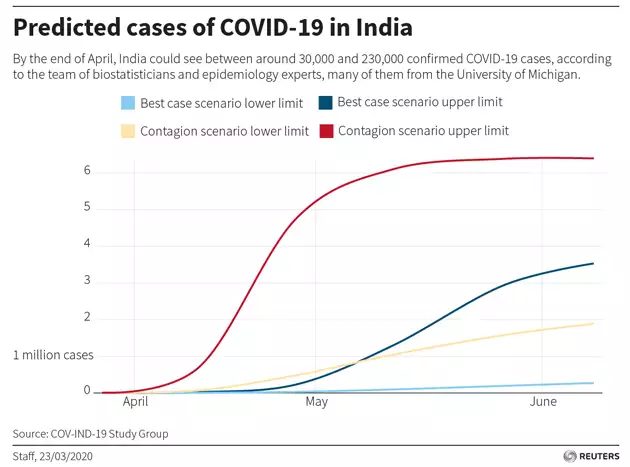 Predicted cases of COVID-19 in India
By the end of April, India could see between around 30,000 and 230,000 confirmed COVID-19 cases, according
to the team of biostatisticians and epidemiology experts, many of them from the University of Michigan.
Best case scenario lower limit
Best case scenario upper limit
Contagion scenario lower limit
Contagion scenario upper limit
6
5
4
3
2
1 million cases
0
April
May
June
Source: COV-IND-19 Study Group
Staff, 23/03/2020
REUTERS